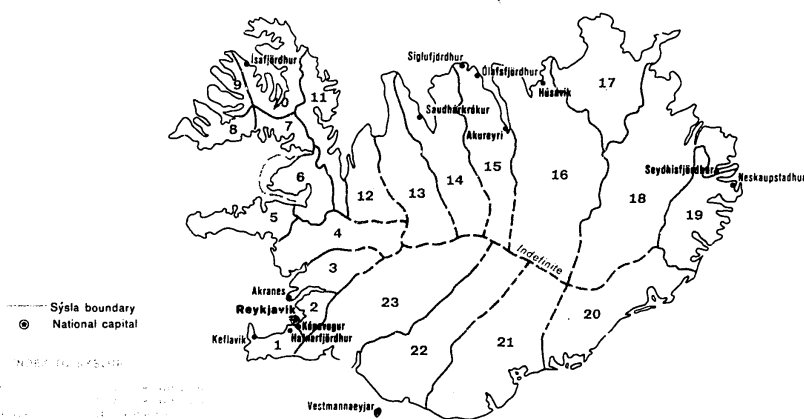 Siglufjördhur
Ólafsfjördhur
Ísafjördhur
Húsavík
17
9
10
11
Saudhárkrókur
8
7
Akureyri
Seydhisfjördhur
Neskaupstadhur
6
12
13
14
15
16
18
19
5
4
Indefinite
3
Akranes
23
20
Sýsla boundary
Reykjavik
2
National capital
Kópavogur
Keflavík
1
Hafnarfjördhur
22
21
Vestmannaeyjar